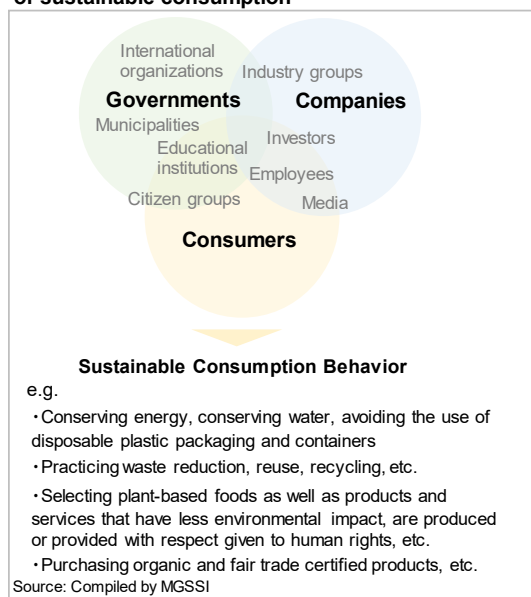 of sustainable consumption
International
organizations
Industry groups
Governments
Companies
Municipalities
Investors
Educational
institutions
Employees
Citizen groups
Media
Consumers
Sustainable Consumption Behavior
e.g.
・Conserving energy, conserving water, avoiding the use of
disposable plastic packaging and containers
・Practicing waste reduction, reuse, recycling, etc.
・Selecting plant-based foods as well as products and
services that have less environmental impact, are produced
or provided with respect given to human rights, etc.
・Purchasing organic and fair trade certified products, etc.
Source: Compiled by MGSSI